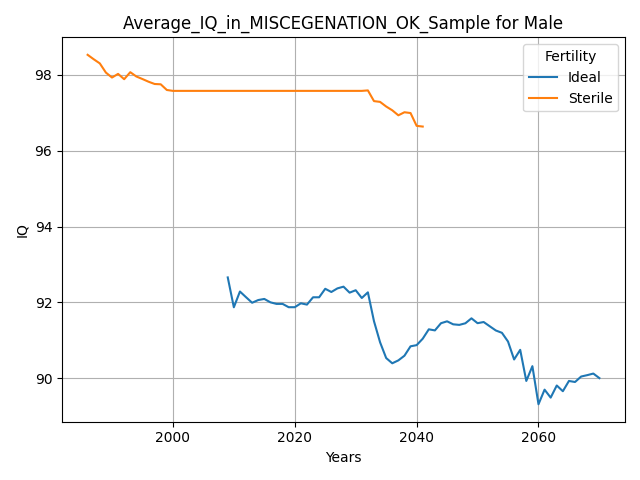 Average_IQ_in_MISCEGENATION_OK_Sample for Male
Fertility
Ideal
Sterile
98
96
94
92
90
IQ
2000
2020
2040
2060
Years